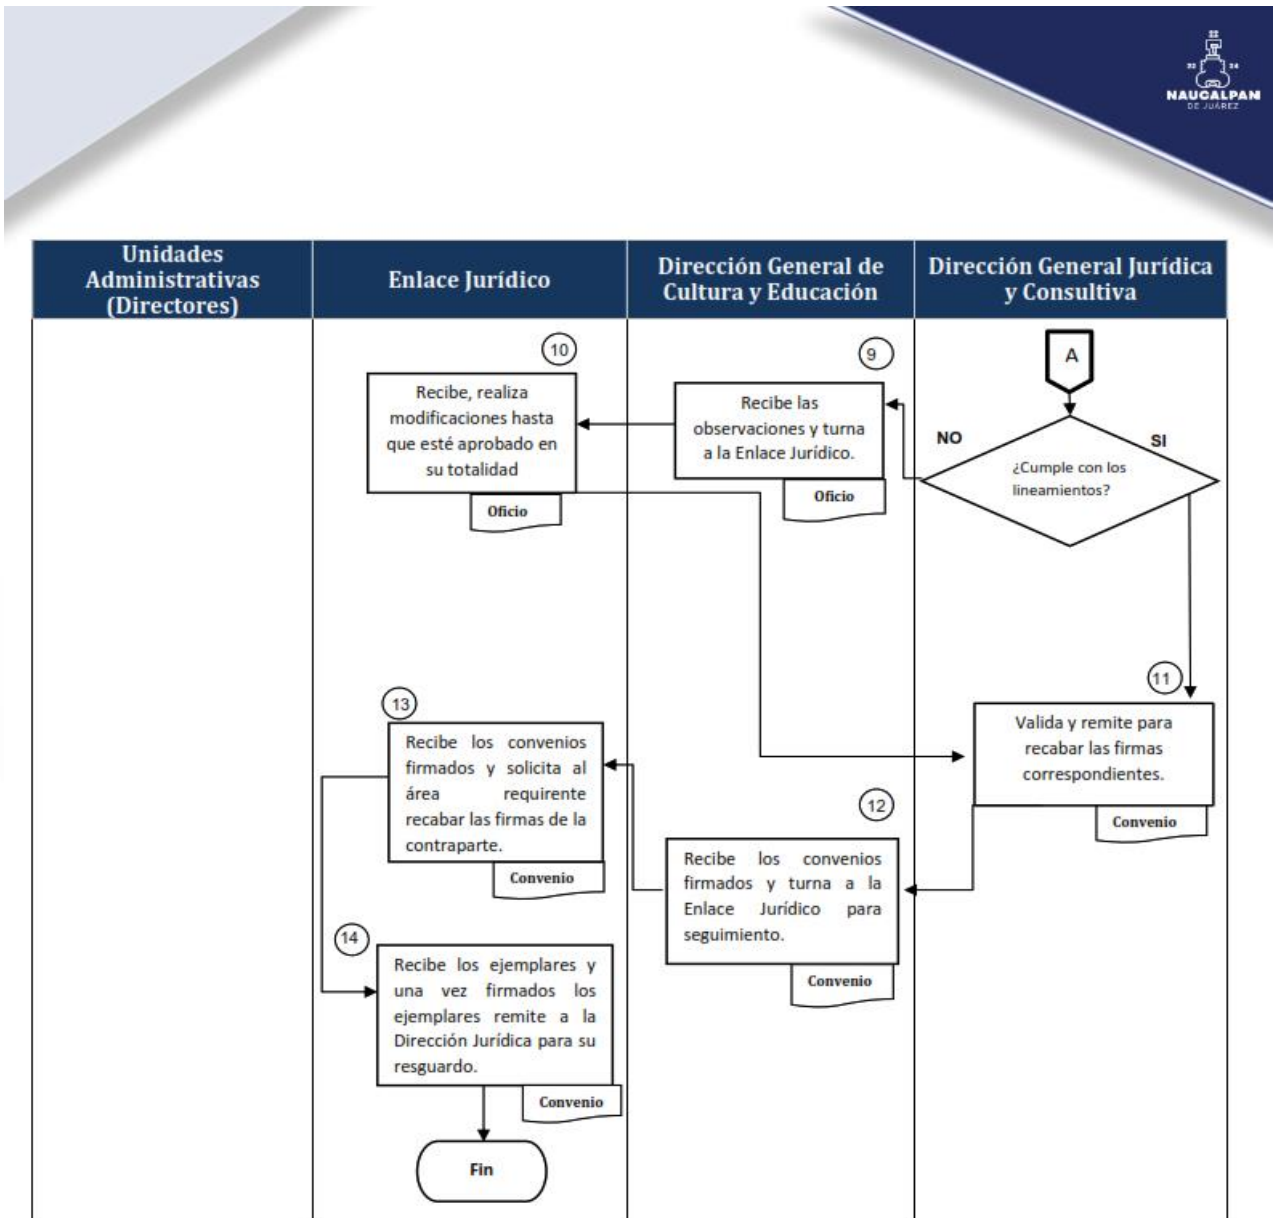 22
22 24
NAUCALPAN
DE JUÁREZ
Unidades
Administrativas
(Directores)
Enlace Jurídico
Dirección General de
Cultura y Educación
Dirección General Jurídica
y Consultiva
A
10
9
Recibe, realiza
modificaciones hasta
que esté aprobado en
su totalidad
Oficio
Recibe las
observaciones y turna
a la Enlace Jurídico.
Oficio
NO
SI
¿Cumple con los
lineamientos?
11
Valida y remite para
recabar las firmas
correspondientes.
Convenio
13
Recibe los convenios
firmados y solicita al
área requirente
recabar las firmas de la
contraparte.
Convenio
12
Recibe los convenios
firmados y turna a la
Enlace Jurídico para
seguimiento.
Convenio
14
Recibe los ejemplares y
una vez firmados los
ejemplares remite a la
Dirección Jurídica para su
resguardo.
Convenio
Fin